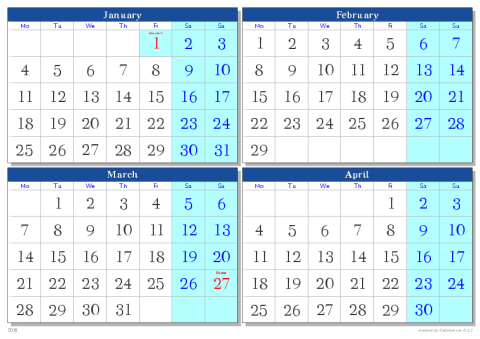 January
Mo Tu We Th Fr Sa Su
1 2 3
4 5 6 7 8 9 10
11 12 13 14 15 16 17
18 19 20 21 22 23 24
25 26 27 28 29 30 31
February
Mo Tu We Th Fr Sa Su
1 2 3 4 5 6 7
8 9 10 11 12 13 14
15 16 17 18 19 20 21
22 23 24 25 26 27 28
29
March
Mo Tu We Th Fr Sa Su
1 2 3 4 5 6
7 8 9 10 11 12 13
14 15 16 17 18 19 20
21 22 23 24 25 26 27
28 29 30 31
April
Mo Tu We Th Fr Sa Su
1 2 3
4 5 6 7 8 9 10
11 12 13 14 15 16 17
18 19 20 21 22 23 24
25 26 27 28 29 30
2016